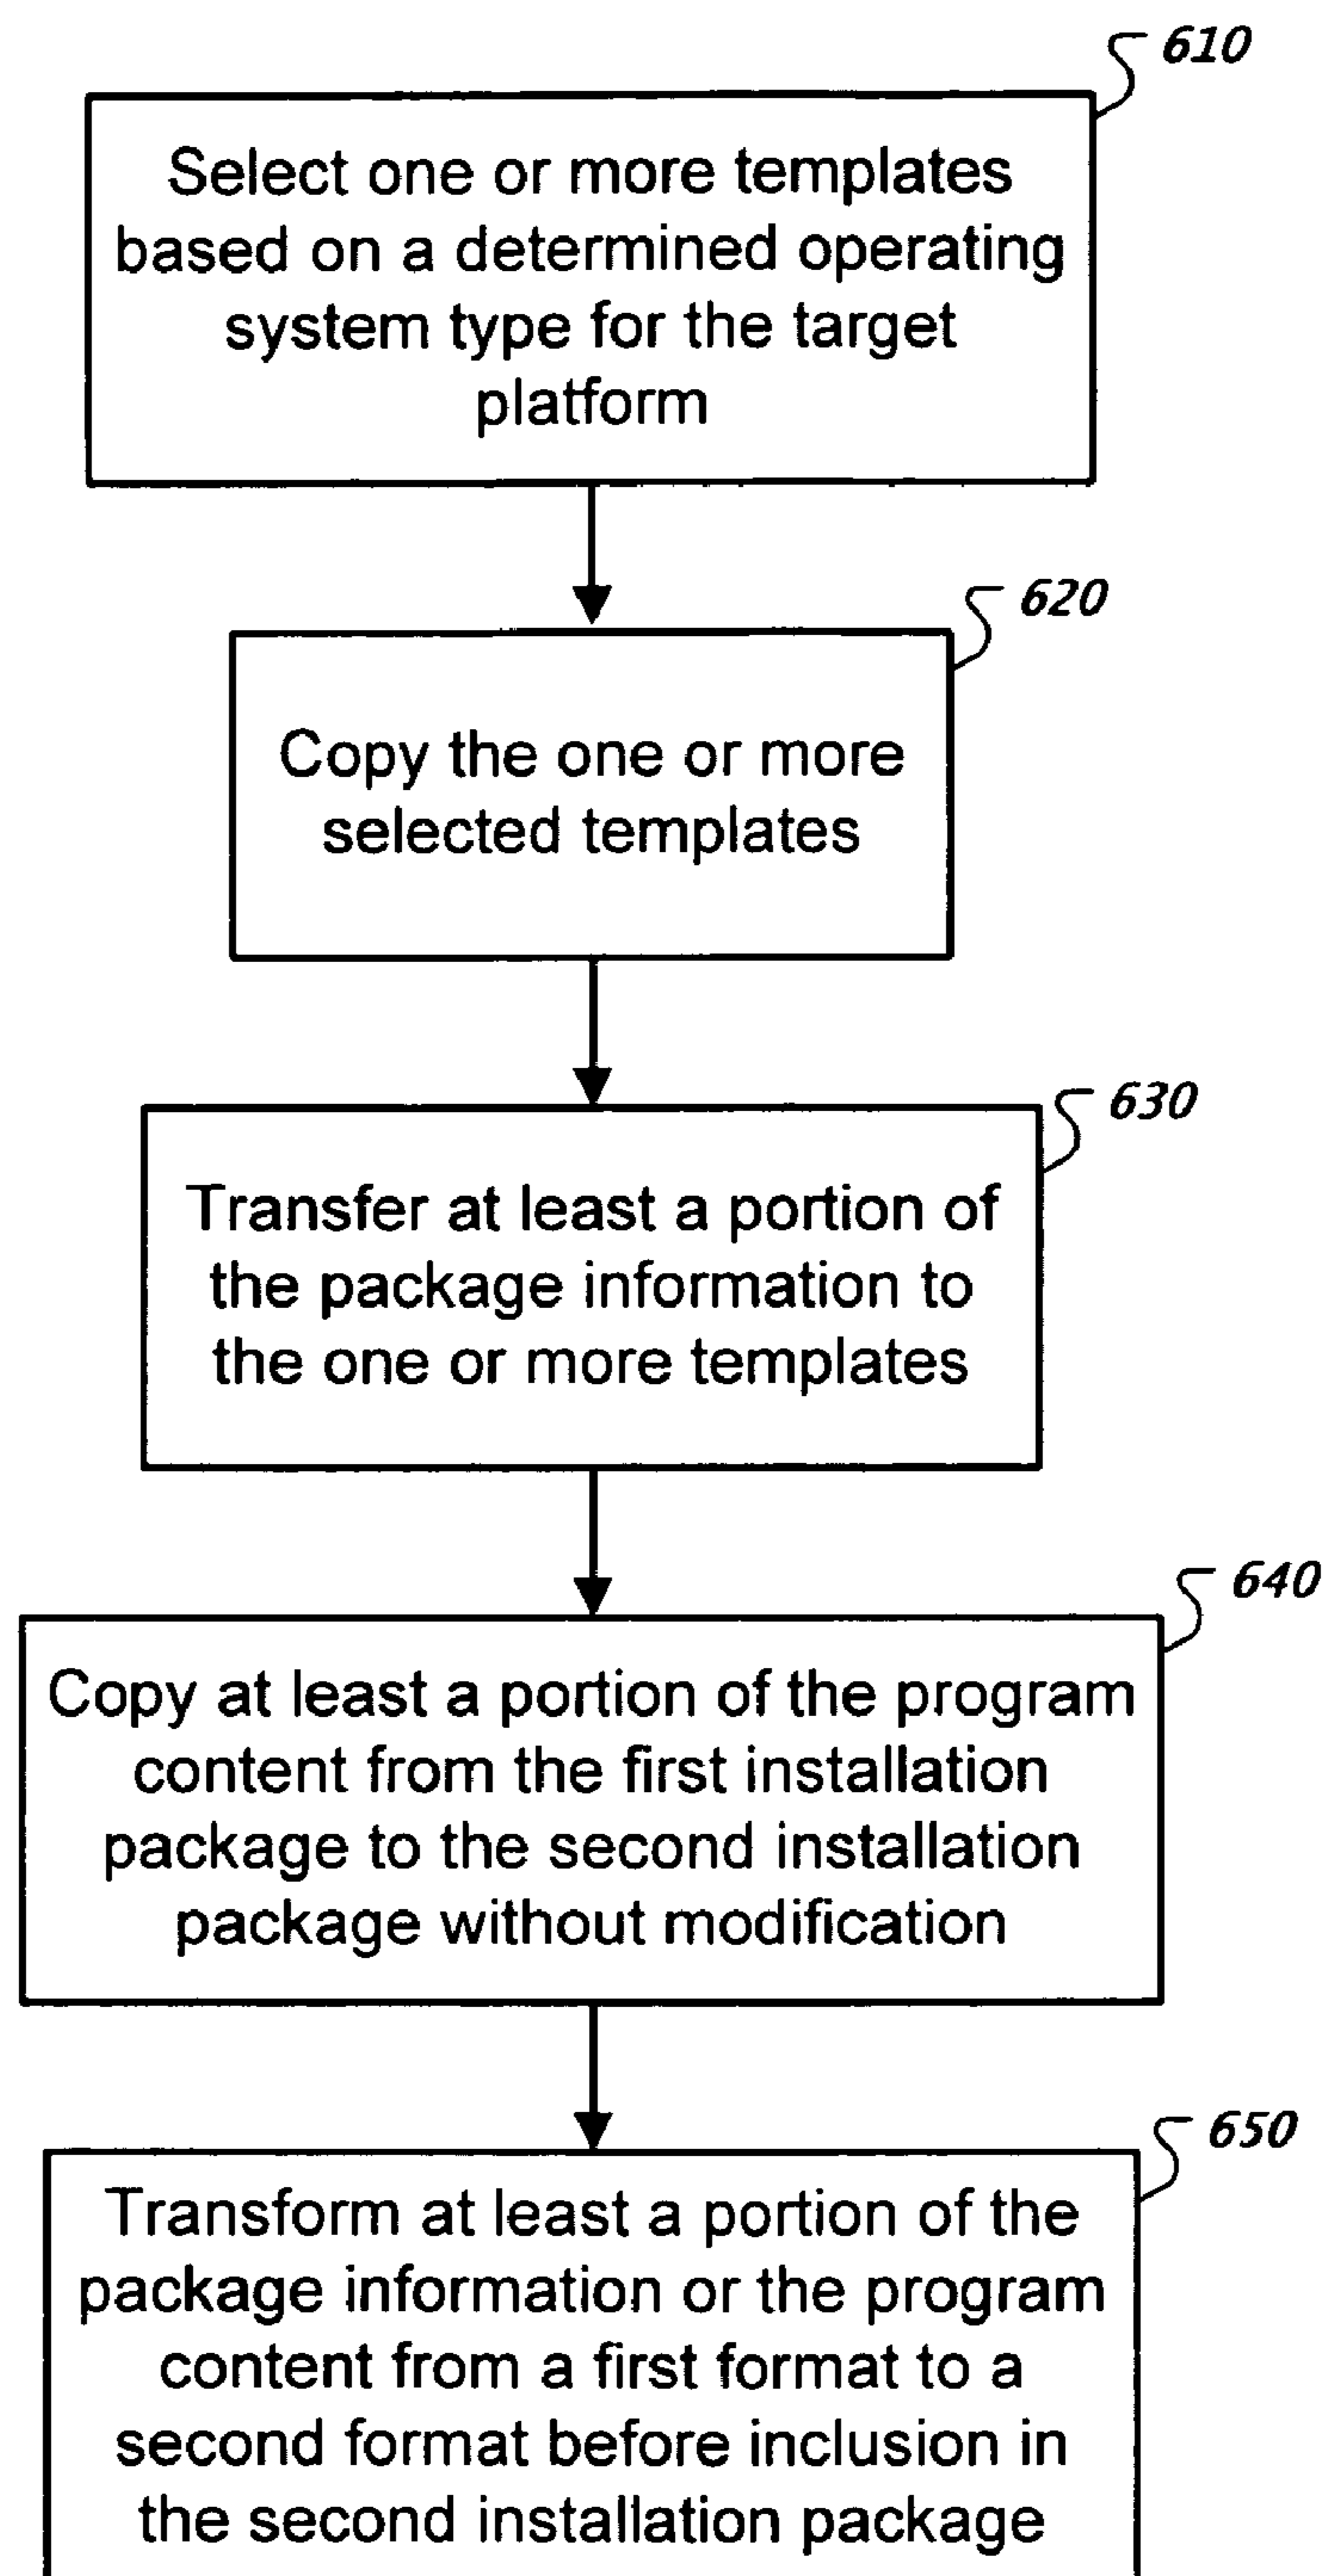 610
Select one or more templates
based on a determined operating
system type for the target
platform
620
Copy the one or more
selected templates
630
Transfer at least a portion of
the package information to
the one or more templates
640
Copy at least a portion of the program
content from the first installation
package to the second installation
package without modification
650
Transform at least a portion of the
package information or the program
content from a first format to a
second format before inclusion in
the second installation package